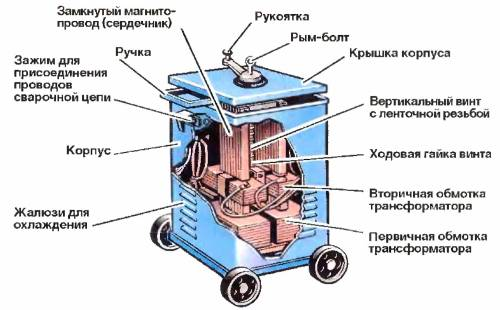 Замкнутый магнито-
провод (сердечник)
Рукоятка
Рым-болт
Ручка
Крышка корпуса
Зажим для
присоединения
проводов
сварочной цепи
Вертикальный винт
с ленточной резьбой
Корпус
Ходовая гайка винта
Вторичная обмотка
трансформатора
Жалюзи для
охлаждения
Первичная обмотка
трансформатора